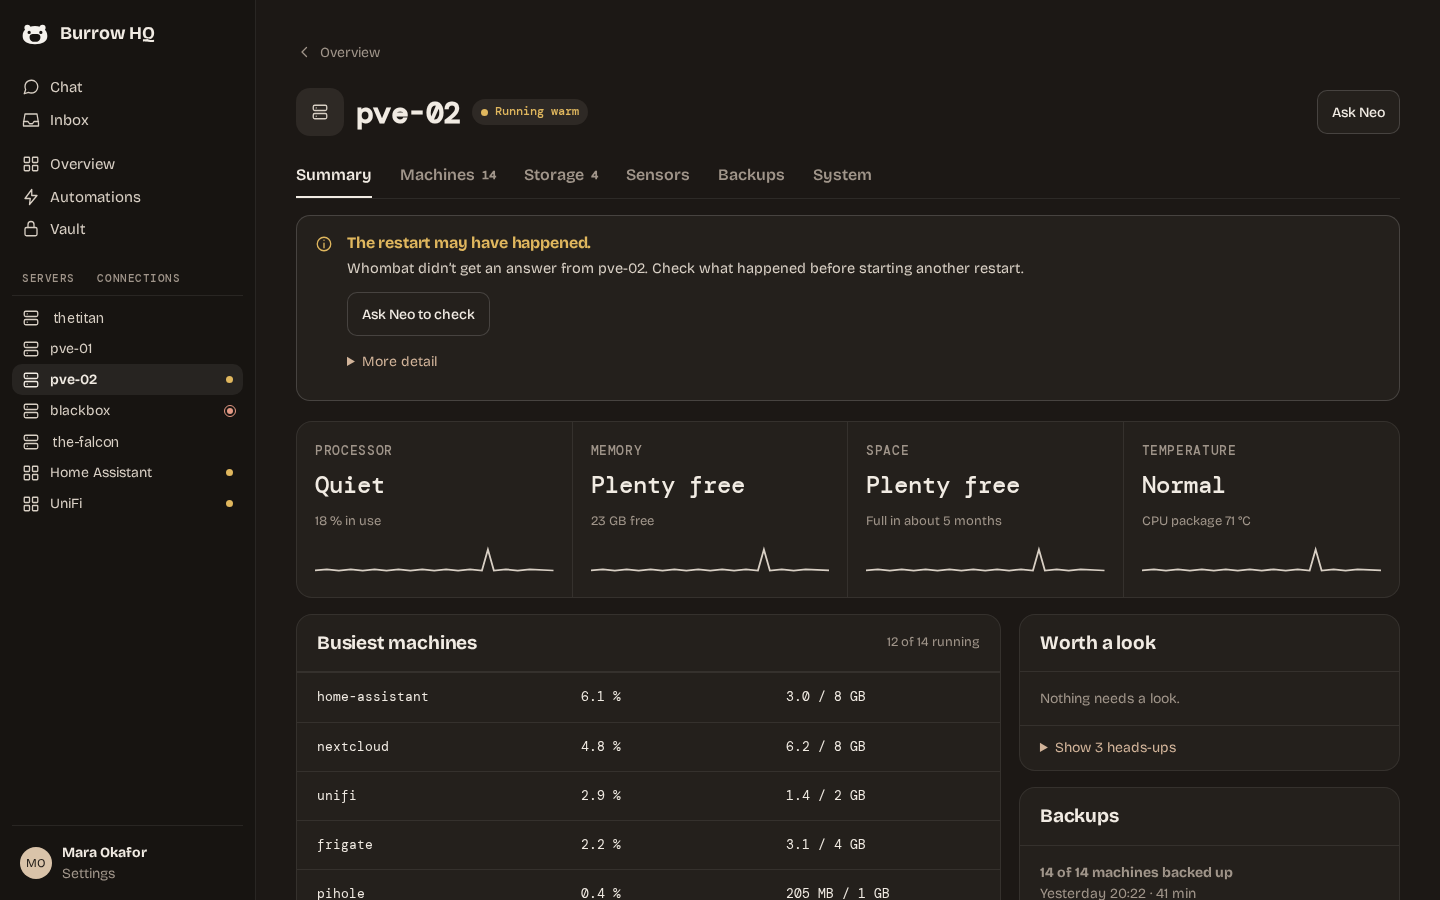 Burrow HQ
Chat
Inbox
Overview
Automations
Vault
SERVERS CONNECTIONS
thetitan
pve-01
pve-02
blackbox
the-falcon
Home Assistant
UniFi
MO
Mara Okafor
Settings
Overview
pve-02
Running warm
Ask Neo
Summary Machines 14 Storage 4 Sensors Backups System
The restart may have happened.
Whombat didn't get an answer from pve-02. Check what happened before starting another restart.
Ask Neo to check
More detail
PROCESSOR
Quiet
18 % in use
MEMORY
Plenty free
23 GB free
SPACE
Plenty free
Full in about 5 months
TEMPERATURE
Normal
CPU package 71 °C
Busiest machines 12 of 14 running
home-assistant 6.1 % 3.0 / 8 GB
nextcloud 4.8 % 6.2 / 8 GB
unifi 2.9 % 1.4 / 2 GB
frigate 2.2 % 3.1 / 4 GB
pihole 0.4 % 205 MB / 1 GB
Worth a look
Nothing needs a look.
Show 3 heads-ups
Backups
14 of 14 machines backed up
Yesterday 20:22 · 41 min